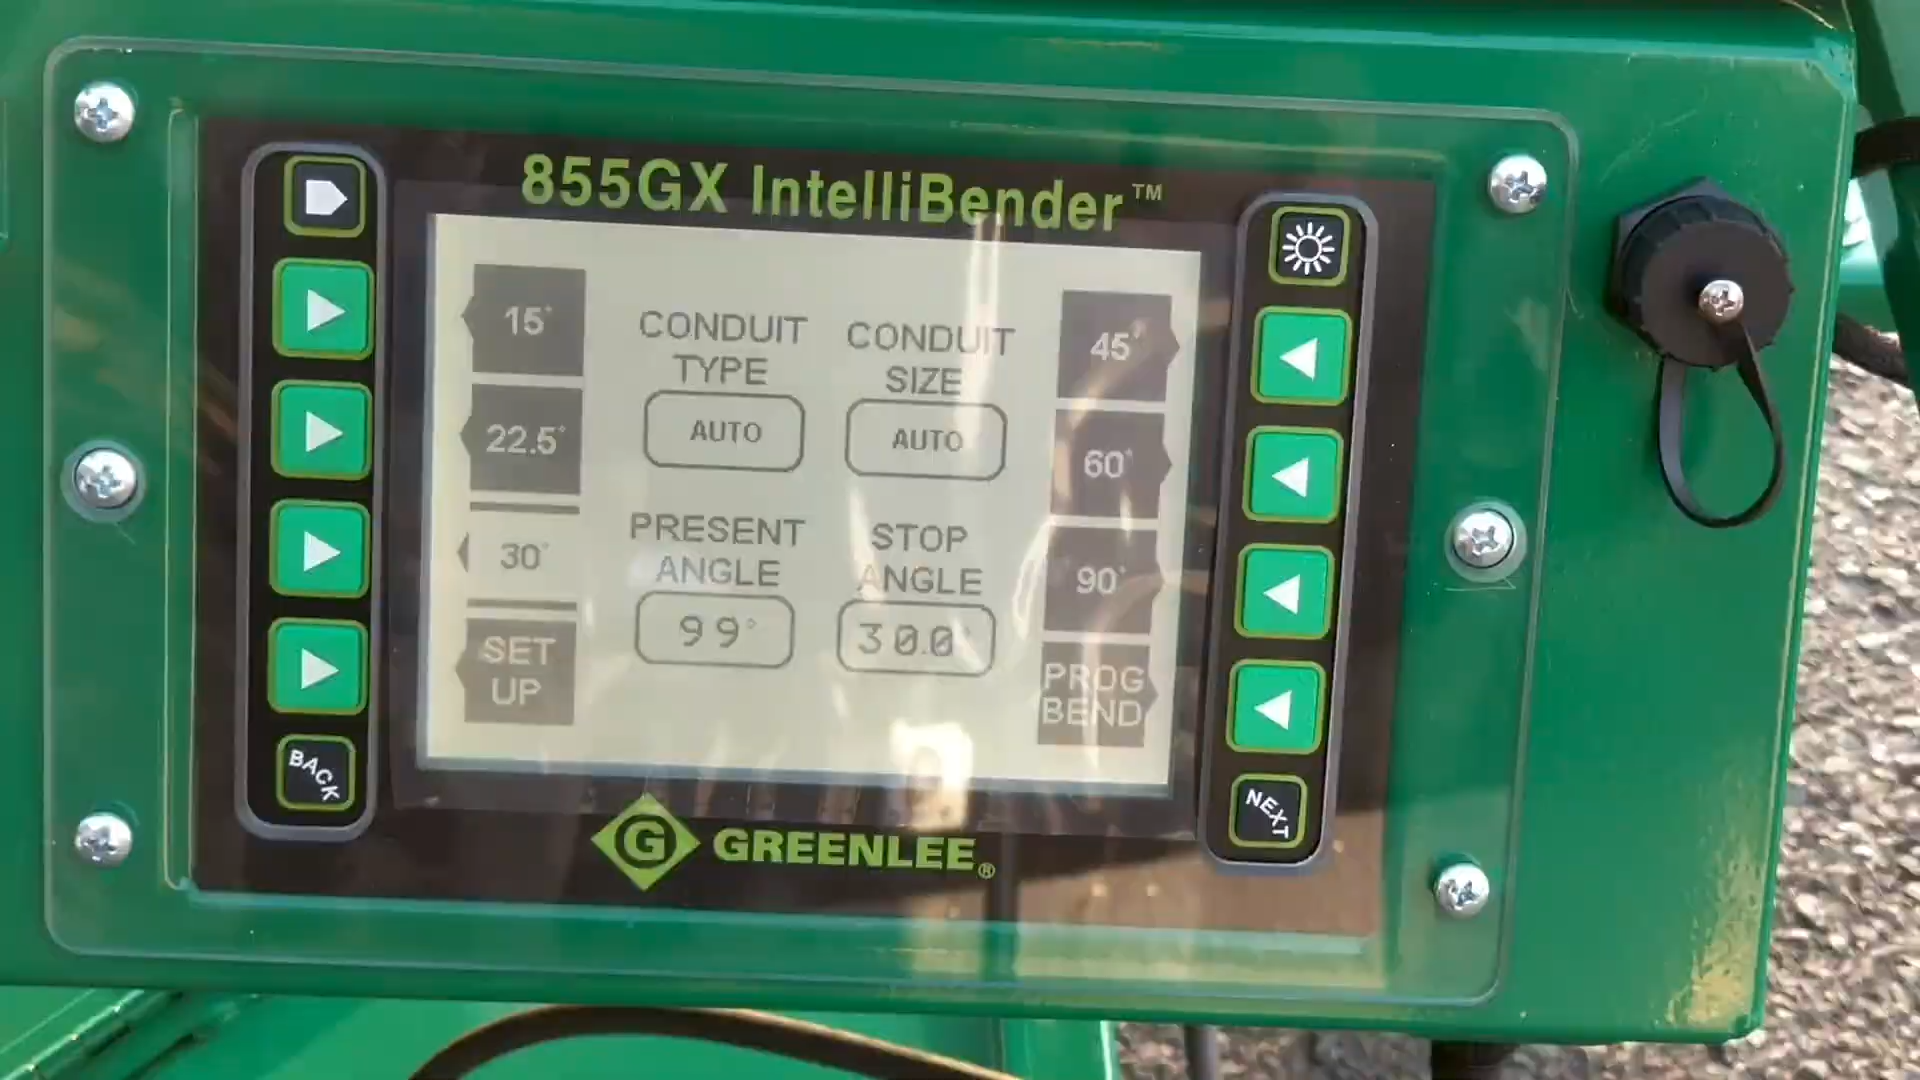 855GX IntelliBender™
15°
CONDUIT TYPE
CONDUIT SIZE
45°
AUTO
AUTO
22.5°
60°
PRESENT ANGLE
STOP ANGLE
30°
90°
99°
30.0°
SET UP
PROG BEND
BACK
NEXT
G GREENLEE®